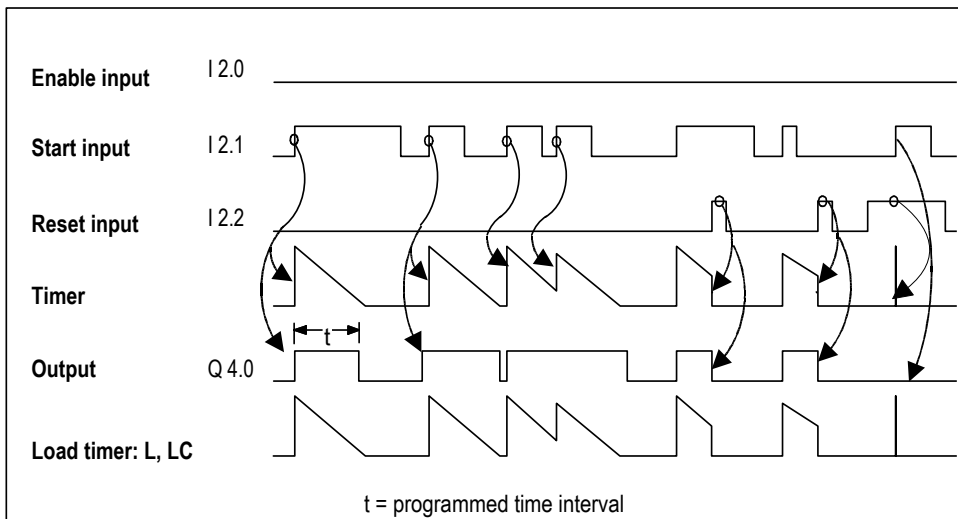 Enable input I 2.0
Start input I 2.1
Reset input I 2.2
Timer
t
Output Q 4.0
Load timer: L, LC
t = programmed time interval